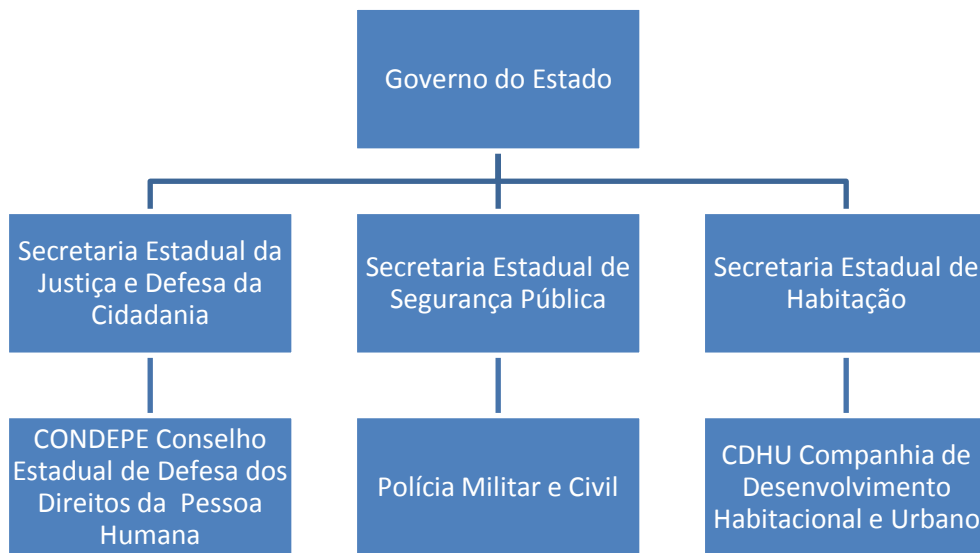 Governo do Estado
Secretaria Estadual da
Justiça e Defesa da
Cidadania
Secretaria Estadual de
Segurança Pública
Secretaria Estadual de
Habitação
CONDEPE Conselho
Estadual de Defesa dos
Direitos da Pessoa
Humana
Polícia Militar e Civil
CDHU Companhia de
Desenvolvimento
Habitacional e Urbano